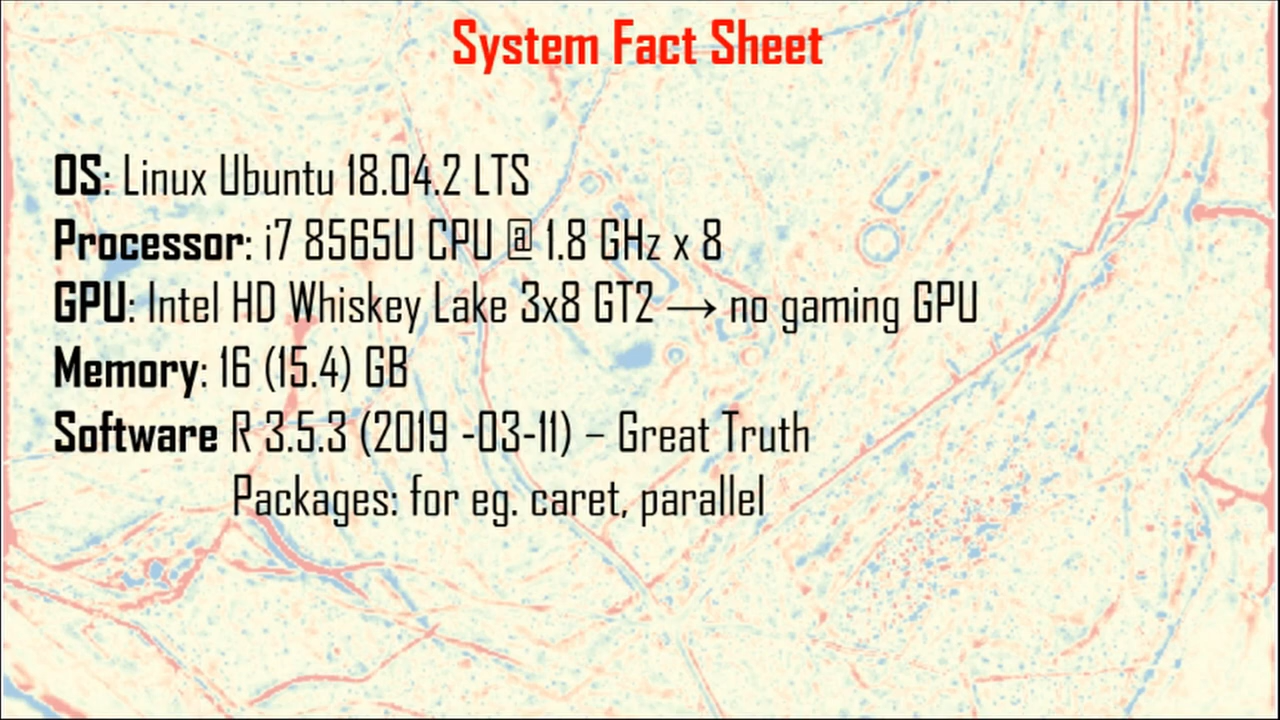 System Fact Sheet
OS: Linux Ubuntu 18.04.2 LTS
Processor: i7 8565U CPU @ 1.8 GHz x 8
GPU: Intel HD Whiskey Lake 3x8 GT2 → no gaming GPU
Memory: 16 (15.4) GB
Software R 3.5.3 (2019 -03-11) – Great Truth
Packages: for eg. caret, parallel